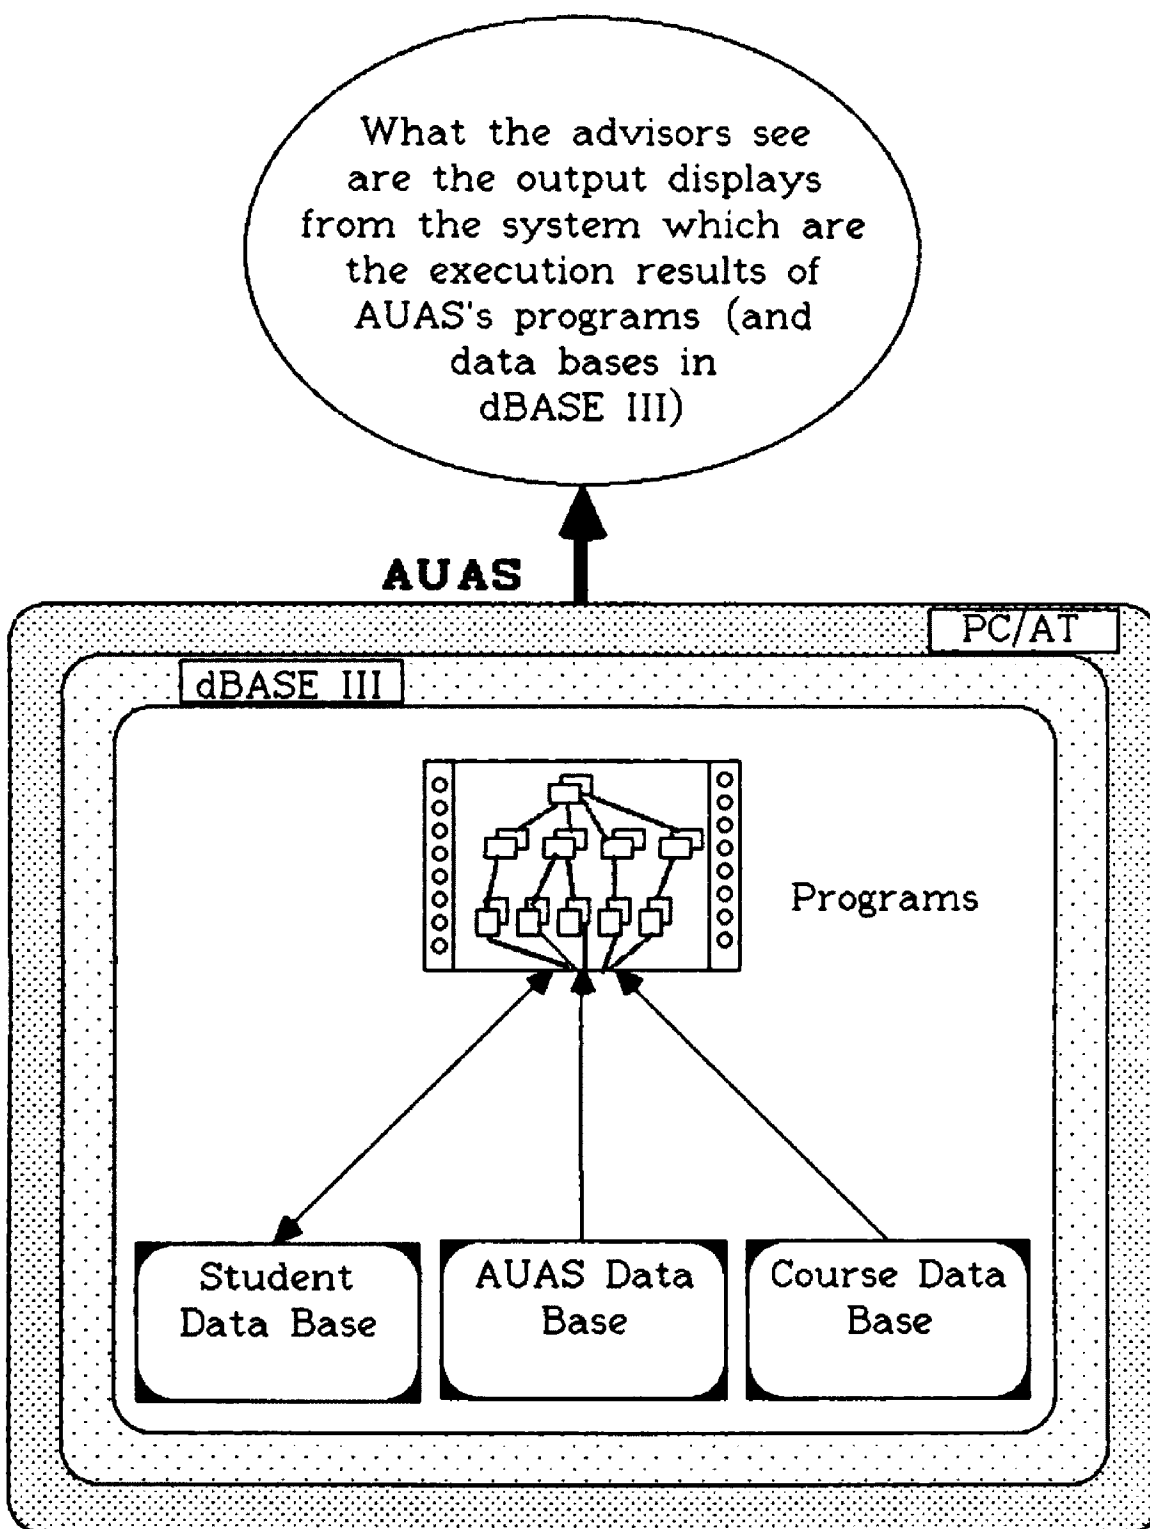 What the advisors see
are the output displays
from the system which are
the execution results of
AUAS's programs (and
data bases in
dBASE III)
AUAS
PC/AT
dBASE III
Programs
Student
Data Base
AUAS Data
Base
Course Data
Base